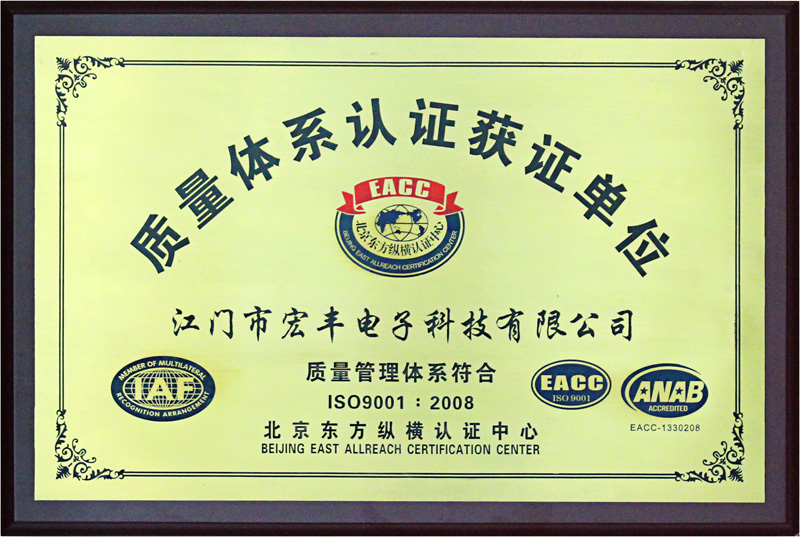 质量体系认证获证单位
EACC
北京东方纵横认证中心
BEIJING EAST ALLREACH CERTIFICATION CENTER
江门市宏丰电子科技有限公司
MEMBER OF MULTILATERAL
IAF
RECOGNITION ARRANGEMENT
质量管理体系符合
ISO9001：2008
北京东方纵横认证中心
BEIJING EAST ALLREACH CERTIFICATION CENTER
EACC
ISO 9001
ANAB
ACCREDITED
EACC-1330208